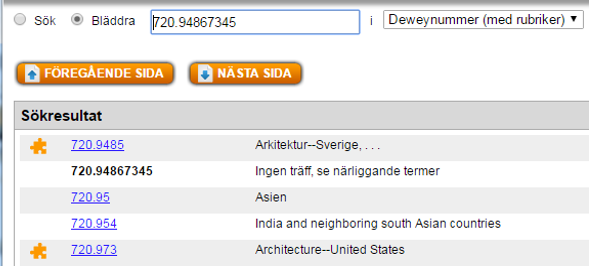 Sök Bläddra 720.94867345 i Deweynummer (med rubriker)
FÖREGÅENDE SIDA NÄSTA SIDA
Sökresultat
720.9485 Arkitektur--Sverige, . . .
720.94867345 Ingen träff, se närliggande termer
720.95 Asien
720.954 India and neighboring south Asian countries
720.973 Architecture--United States